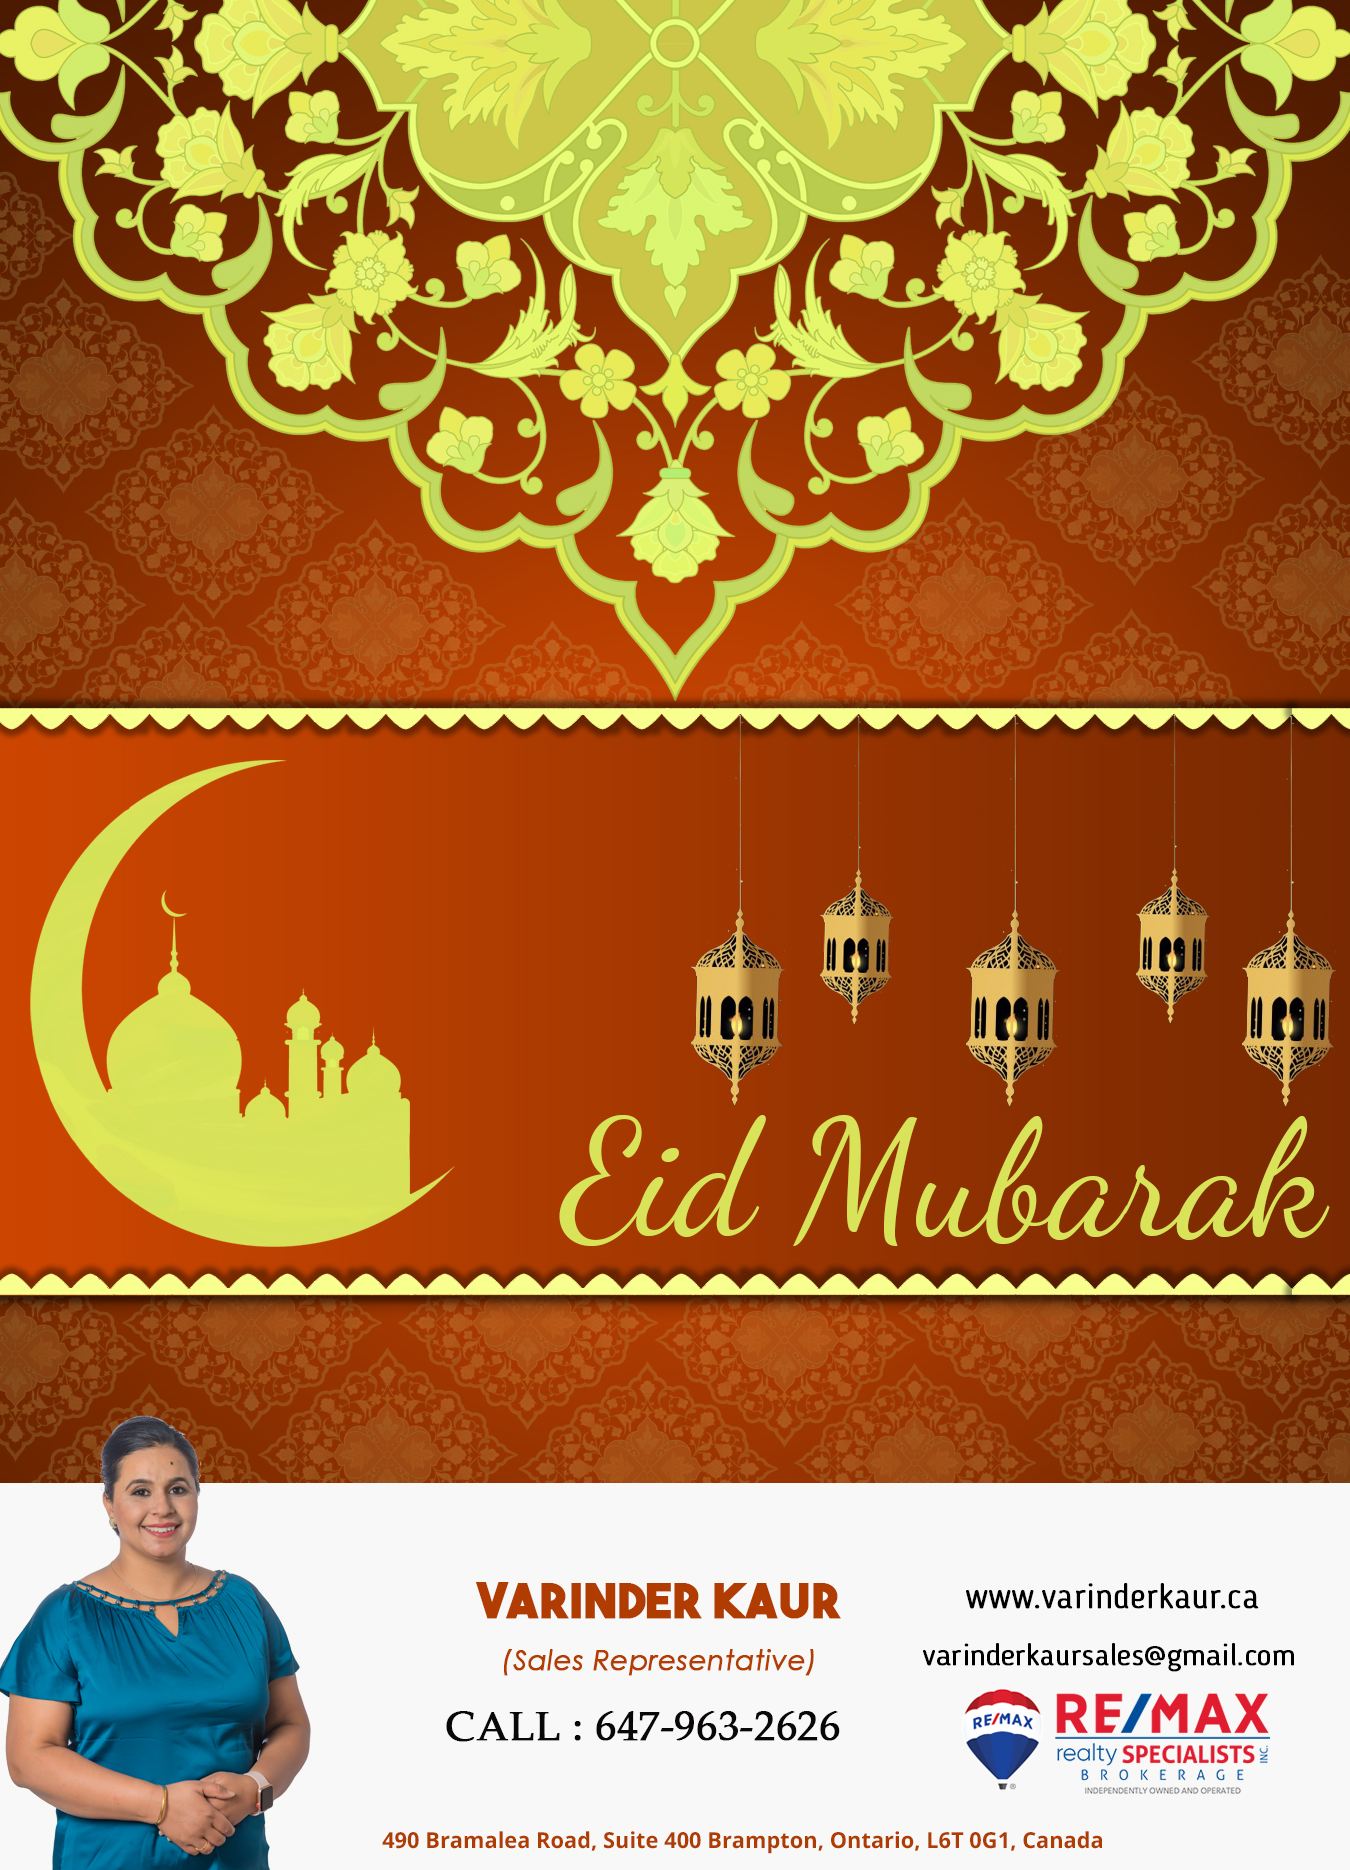 Eid Mubarak
VARINDER KAUR
(Sales Representative)
CALL : 647-963-2626
www.varinderkaur.ca
varinderkaursales@gmail.com
RE/MAX
®
RE/MAX
realty SPECIALISTS INC.
BROKERAGE
INDEPENDENTLY OWNED AND OPERATED
490 Bramalea Road, Suite 400 Brampton, Ontario, L6T 0G1, Canada